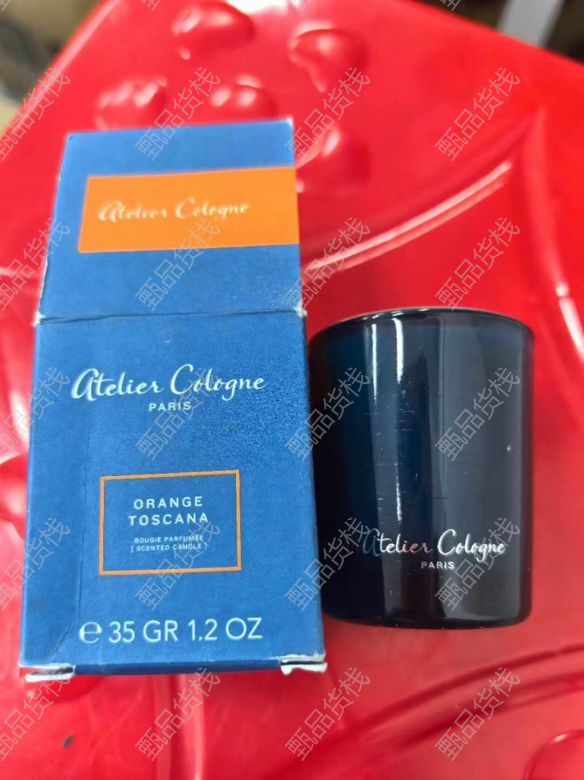 Atelier Cologne
Atelier Cologne
PARIS
ORANGE
TOSCANA
BOUGIE PARFUMÉE
[ SCENTED CANDLE ]
℮ 35 GR 1.2 OZ
Atelier Cologne
PARIS
甄品货栈